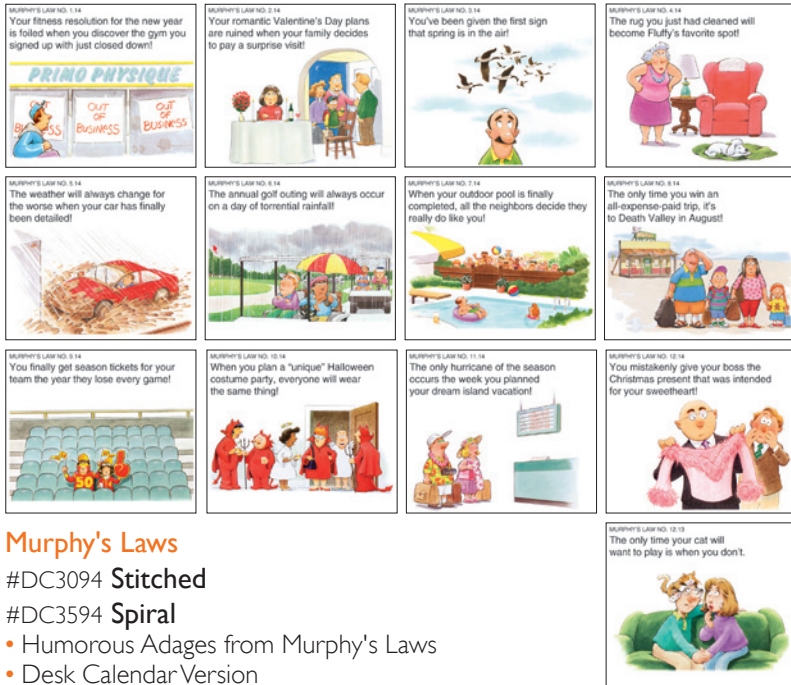 MURPHY'S LAW NO. 1.14
Your fitness resolution for the new year
is foiled when you discover the gym you
signed up with just closed down!
PRIMO PHYSIQUE
OUT
BUSINESS
OUT
OF
BUSINESS
OUT
OF
BUSINESS
MURPHY'S LAW NO. 2.14
Your romantic Valentine's Day plans
are ruined when your family decides
to pay a surprise visit!
MURPHY'S LAW NO. 3.14
You've been given the first sign
that spring is in the air!
MURPHY'S LAW NO. 4.14
The rug you just had cleaned will
become Fluffy's favorite spot!
MURPHY'S LAW NO. 5.14
The weather will always change for
the worse when your car has finally
been detailed!
MURPHY'S LAW NO. 6.14
The annual golf outing will always occur
on a day of torrential rainfall!
MURPHY'S LAW NO. 7.14
When your outdoor pool is finally
completed, all the neighbors decide they
really do like you!
MURPHY'S LAW NO. 8.14
The only time you win an
all-expense-paid trip, it's
to Death Valley in August!
MURPHY'S LAW NO. 9.14
You finally get season tickets for your
team the year they lose every game!
50
MURPHY'S LAW NO. 10.14
When you plan a "unique" Halloween
costume party, everyone will wear
the same thing!
MURPHY'S LAW NO. 11.14
The only hurricane of the season
occurs the week you planned
your dream island vacation!
MURPHY'S LAW NO. 12.14
You mistakenly give your boss the
Christmas present that was intended
for your sweetheart!
MURPHY'S LAW NO. 12.13
The only time your cat will
want to play is when you don't.
Murphy's Laws
#DC3094 Stitched
#DC3594 Spiral
• Humorous Adages from Murphy's Laws
• Desk Calendar Version